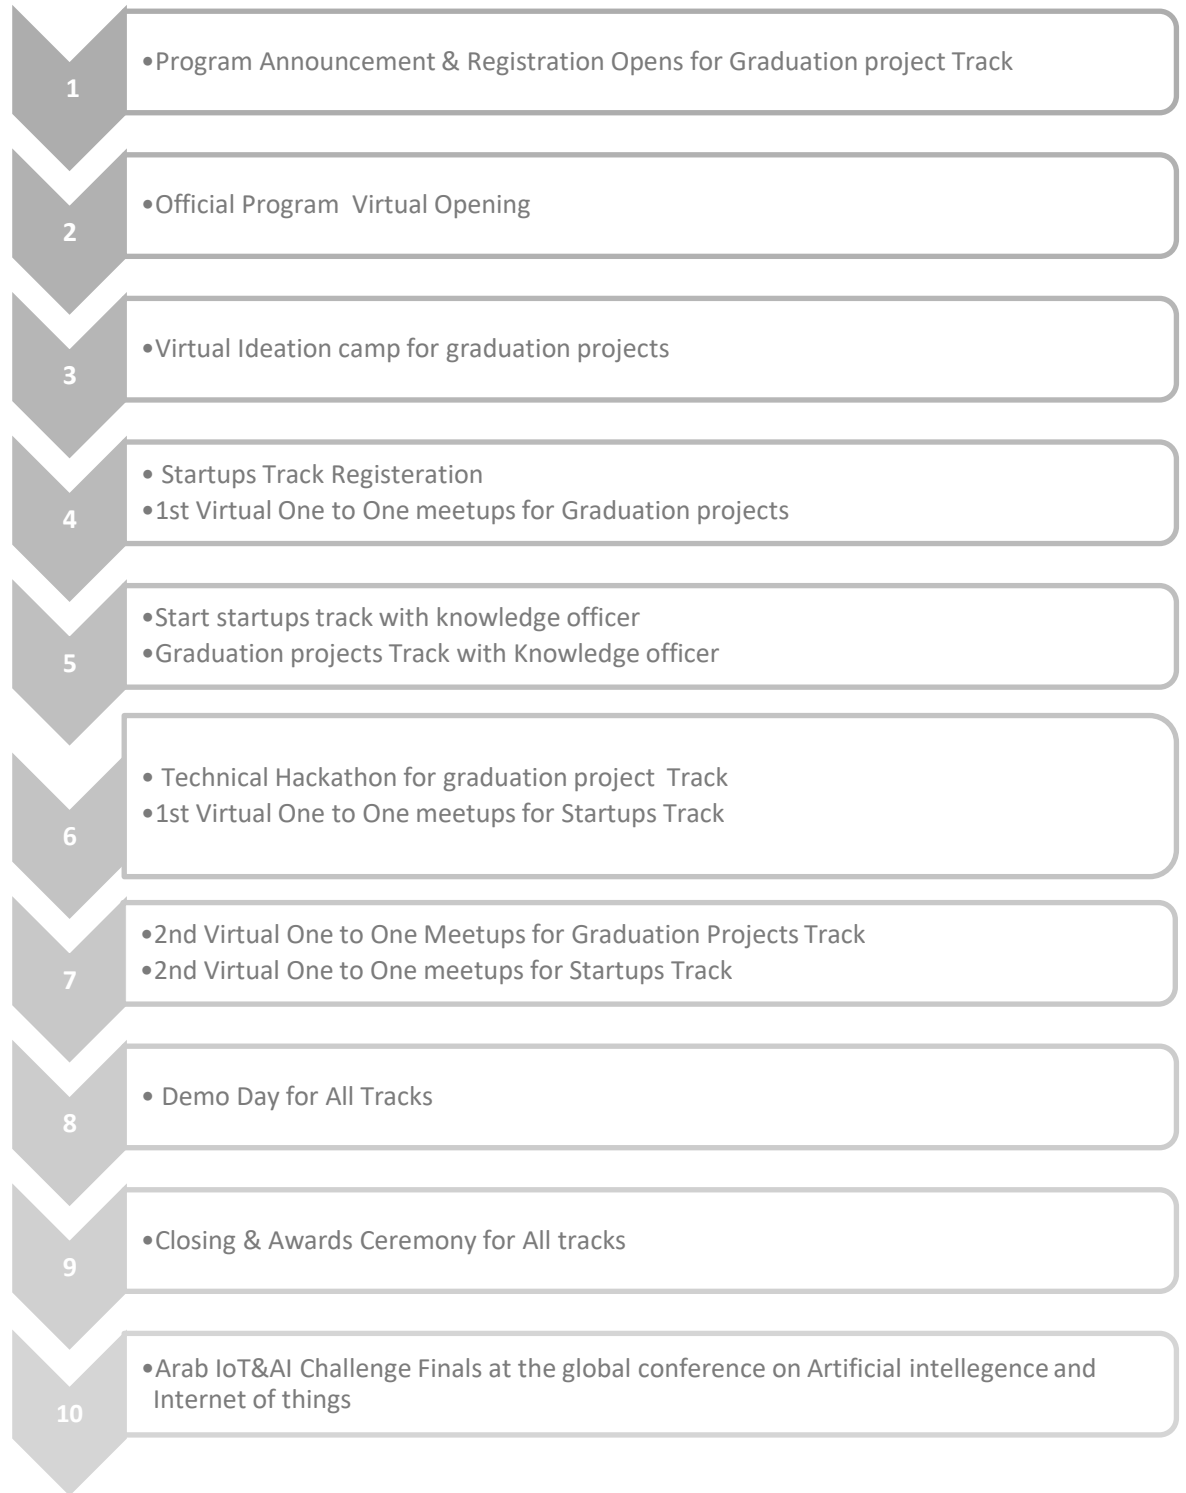 1
•Program Announcement & Registration Opens for Graduation project Track
2
•Official Program Virtual Opening
3
•Virtual Ideation camp for graduation projects
4
• Startups Track Registeration
•1st Virtual One to One meetups for Graduation projects
5
•Start startups track with knowledge officer
•Graduation projects Track with Knowledge officer
6
• Technical Hackathon for graduation project Track
•1st Virtual One to One meetups for Startups Track
7
•2nd Virtual One to One Meetups for Graduation Projects Track
•2nd Virtual One to One meetups for Startups Track
8
• Demo Day for All Tracks
9
•Closing & Awards Ceremony for All tracks
10
•Arab IoT&AI Challenge Finals at the global conference on Artificial intellegence and
Internet of things